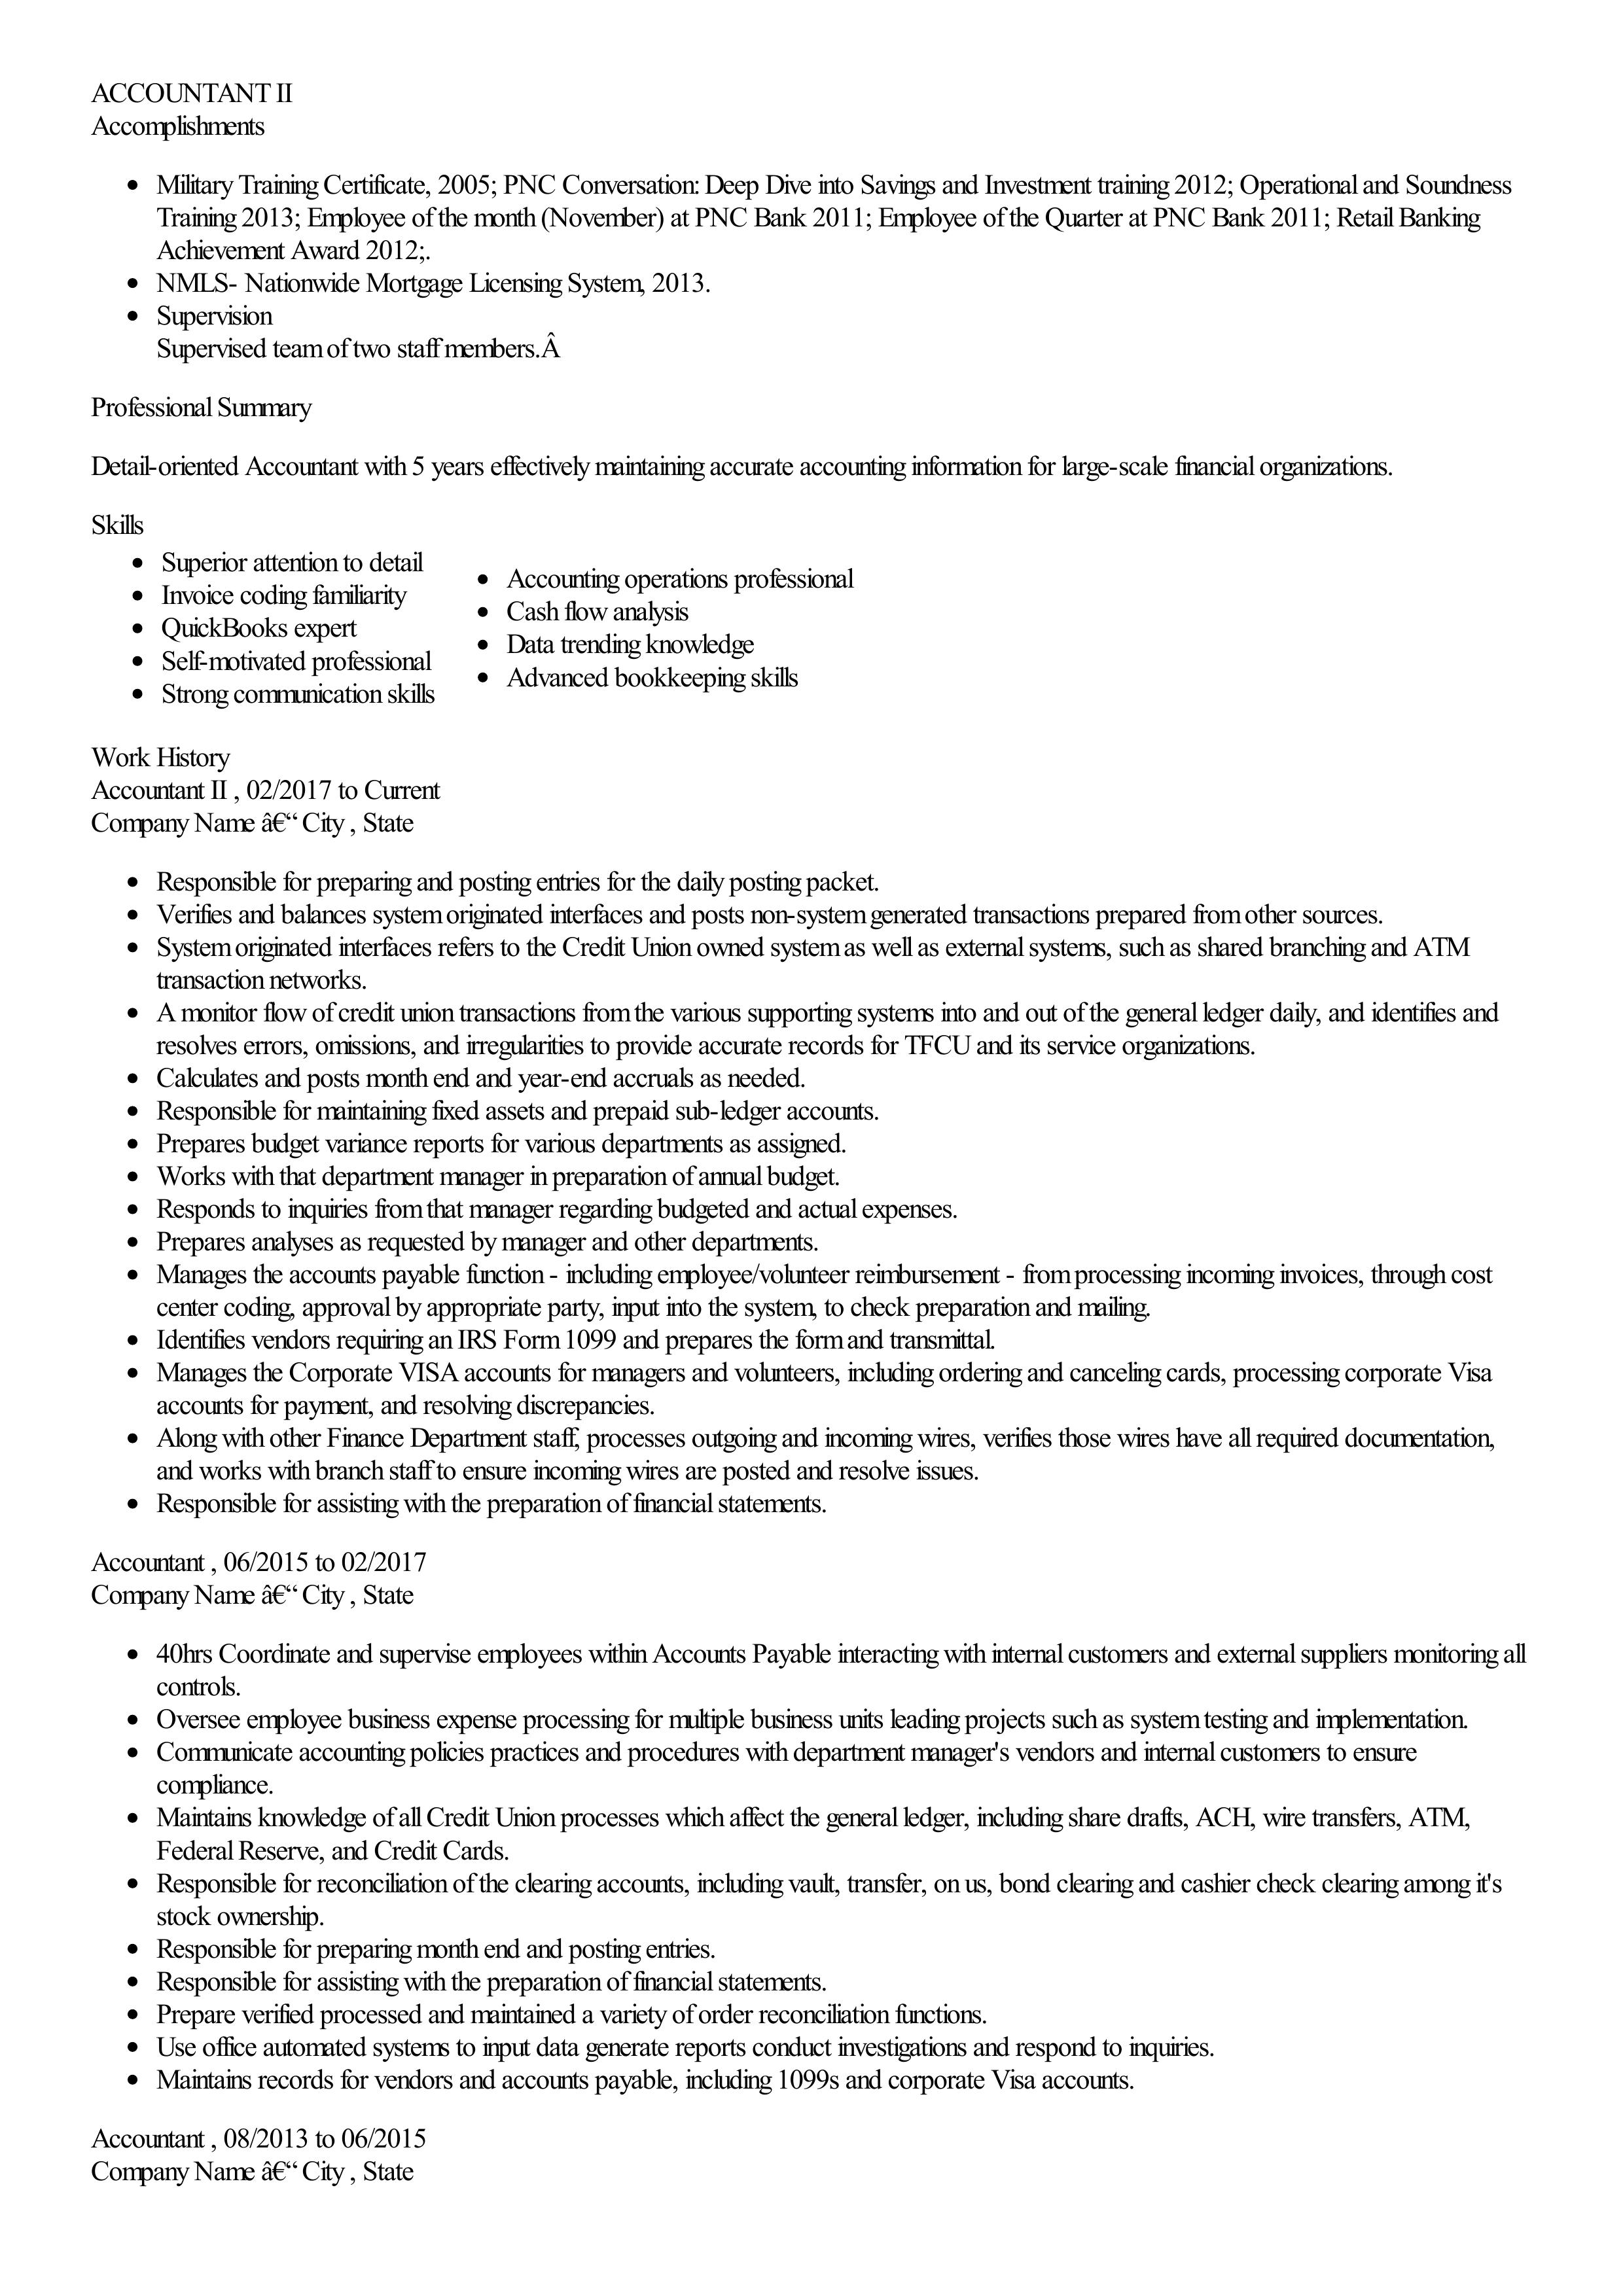 ACCOUNTANT II
Accomplishments
• Military Training Certificate, 2005; PNC Conversation: Deep Dive into Savings and Investment training 2012; Operational and Soundness
Training 2013; Employee of the month (November) at PNC Bank 2011; Employee of the Quarter at PNC Bank 2011; Retail Banking
Achievement Award 2012;.
• NMLS- Nationwide Mortgage Licensing System, 2013.
• Supervision
Supervised team of two staff members.Â
Professional Summary
Detail-oriented Accountant with 5 years effectively maintaining accurate accounting information for large-scale financial organizations.
Skills
• Superior attention to detail
• Invoice coding familiarity
• QuickBooks expert
• Self-motivated professional
• Strong communication skills
• Accounting operations professional
• Cash flow analysis
• Data trending knowledge
• Advanced bookkeeping skills
Work History
Accountant II , 02/2017 to Current
Company Name â€“ City , State
• Responsible for preparing and posting entries for the daily posting packet.
• Verifies and balances system originated interfaces and posts non-system generated transactions prepared from other sources.
• System originated interfaces refers to the Credit Union owned system as well as external systems, such as shared branching and ATM
transaction networks.
• A monitor flow of credit union transactions from the various supporting systems into and out of the general ledger daily, and identifies and
resolves errors, omissions, and irregularities to provide accurate records for TFCU and its service organizations.
• Calculates and posts month end and year-end accruals as needed.
• Responsible for maintaining fixed assets and prepaid sub-ledger accounts.
• Prepares budget variance reports for various departments as assigned.
• Works with that department manager in preparation of annual budget.
• Responds to inquiries from that manager regarding budgeted and actual expenses.
• Prepares analyses as requested by manager and other departments.
• Manages the accounts payable function - including employee/volunteer reimbursement - from processing incoming invoices, through cost
center coding, approval by appropriate party, input into the system, to check preparation and mailing.
• Identifies vendors requiring an IRS Form 1099 and prepares the form and transmittal.
• Manages the Corporate VISA accounts for managers and volunteers, including ordering and canceling cards, processing corporate Visa
accounts for payment, and resolving discrepancies.
• Along with other Finance Department staff, processes outgoing and incoming wires, verifies those wires have all required documentation,
and works with branch staff to ensure incoming wires are posted and resolve issues.
• Responsible for assisting with the preparation of financial statements.
Accountant , 06/2015 to 02/2017
Company Name â€“ City , State
• 40hrs Coordinate and supervise employees within Accounts Payable interacting with internal customers and external suppliers monitoring all
controls.
• Oversee employee business expense processing for multiple business units leading projects such as system testing and implementation.
• Communicate accounting policies practices and procedures with department manager's vendors and internal customers to ensure
compliance.
• Maintains knowledge of all Credit Union processes which affect the general ledger, including share drafts, ACH, wire transfers, ATM,
Federal Reserve, and Credit Cards.
• Responsible for reconciliation of the clearing accounts, including vault, transfer, on us, bond clearing and cashier check clearing among it's
stock ownership.
• Responsible for preparing month end and posting entries.
• Responsible for assisting with the preparation of financial statements.
• Prepare verified processed and maintained a variety of order reconciliation functions.
• Use office automated systems to input data generate reports conduct investigations and respond to inquiries.
• Maintains records for vendors and accounts payable, including 1099s and corporate Visa accounts.
Accountant , 08/2013 to 06/2015
Company Name â€“ City , State